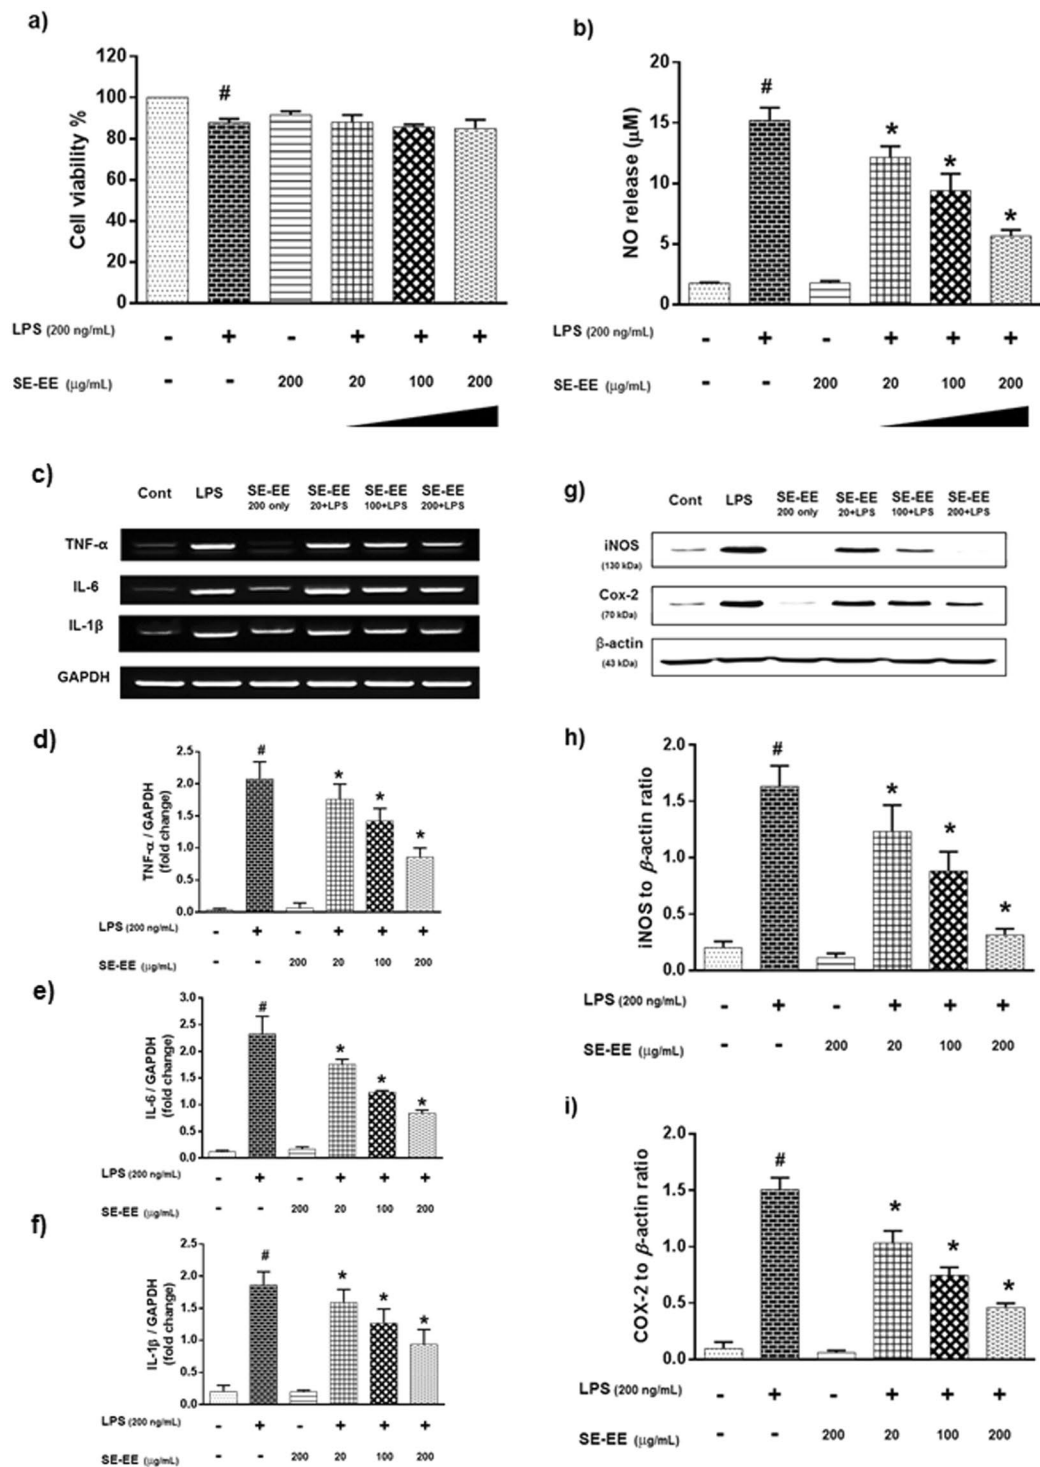 a)
Cell viability %
120
100
80
60
40
20
0
#
LPS (200 ng/mL) - + - + + +
SE-EE (μg/mL) - - 200 20 100 200
b)
NO release (μM)
20
15
10
5
0
# * * *
LPS (200 ng/mL) - + - + + +
SE-EE (μg/mL) - - 200 20 100 200
c)
Cont LPS SE-EE SE-EE SE-EE SE-EE
200 only 20+LPS 100+LPS 200+LPS
TNF-α
IL-6
IL-1β
GAPDH
g)
Cont LPS SE-EE SE-EE SE-EE SE-EE
200 only 20+LPS 100+LPS 200+LPS
iNOS
(130 kDa)
Cox-2
(70 kDa)
β-actin
(43 kDa)
d)
TNF-α / GAPDH
(fold change)
2.5
2.0
1.5
1.0
0.5
0.0
# * * *
LPS (200 ng/mL) - + - + + +
SE-EE (μg/mL) - - 200 20 100 200
e)
IL-6 / GAPDH
(fold change)
3.0
2.5
2.0
1.5
1.0
0.5
0.0
# * * *
LPS (200 ng/mL) - + - + + +
SE-EE (μg/mL) - - 200 20 100 200
f)
IL-1β / GAPDH
(fold change)
2.5
2.0
1.5
1.0
0.5
0.0
# * * *
LPS (200 ng/mL) - + - + + +
SE-EE (μg/mL) - - 200 20 100 200
h)
iNOS to β-actin ratio
2.0
1.5
1.0
0.5
0.0
# * * *
LPS (200 ng/mL) - + - + + +
SE-EE (μg/mL) - - 200 20 100 200
i)
COX-2 to β-actin ratio
2.0
1.5
1.0
0.5
0.0
# * * *
LPS (200 ng/mL) - + - + + +
SE-EE (μg/mL) - - 200 20 100 200